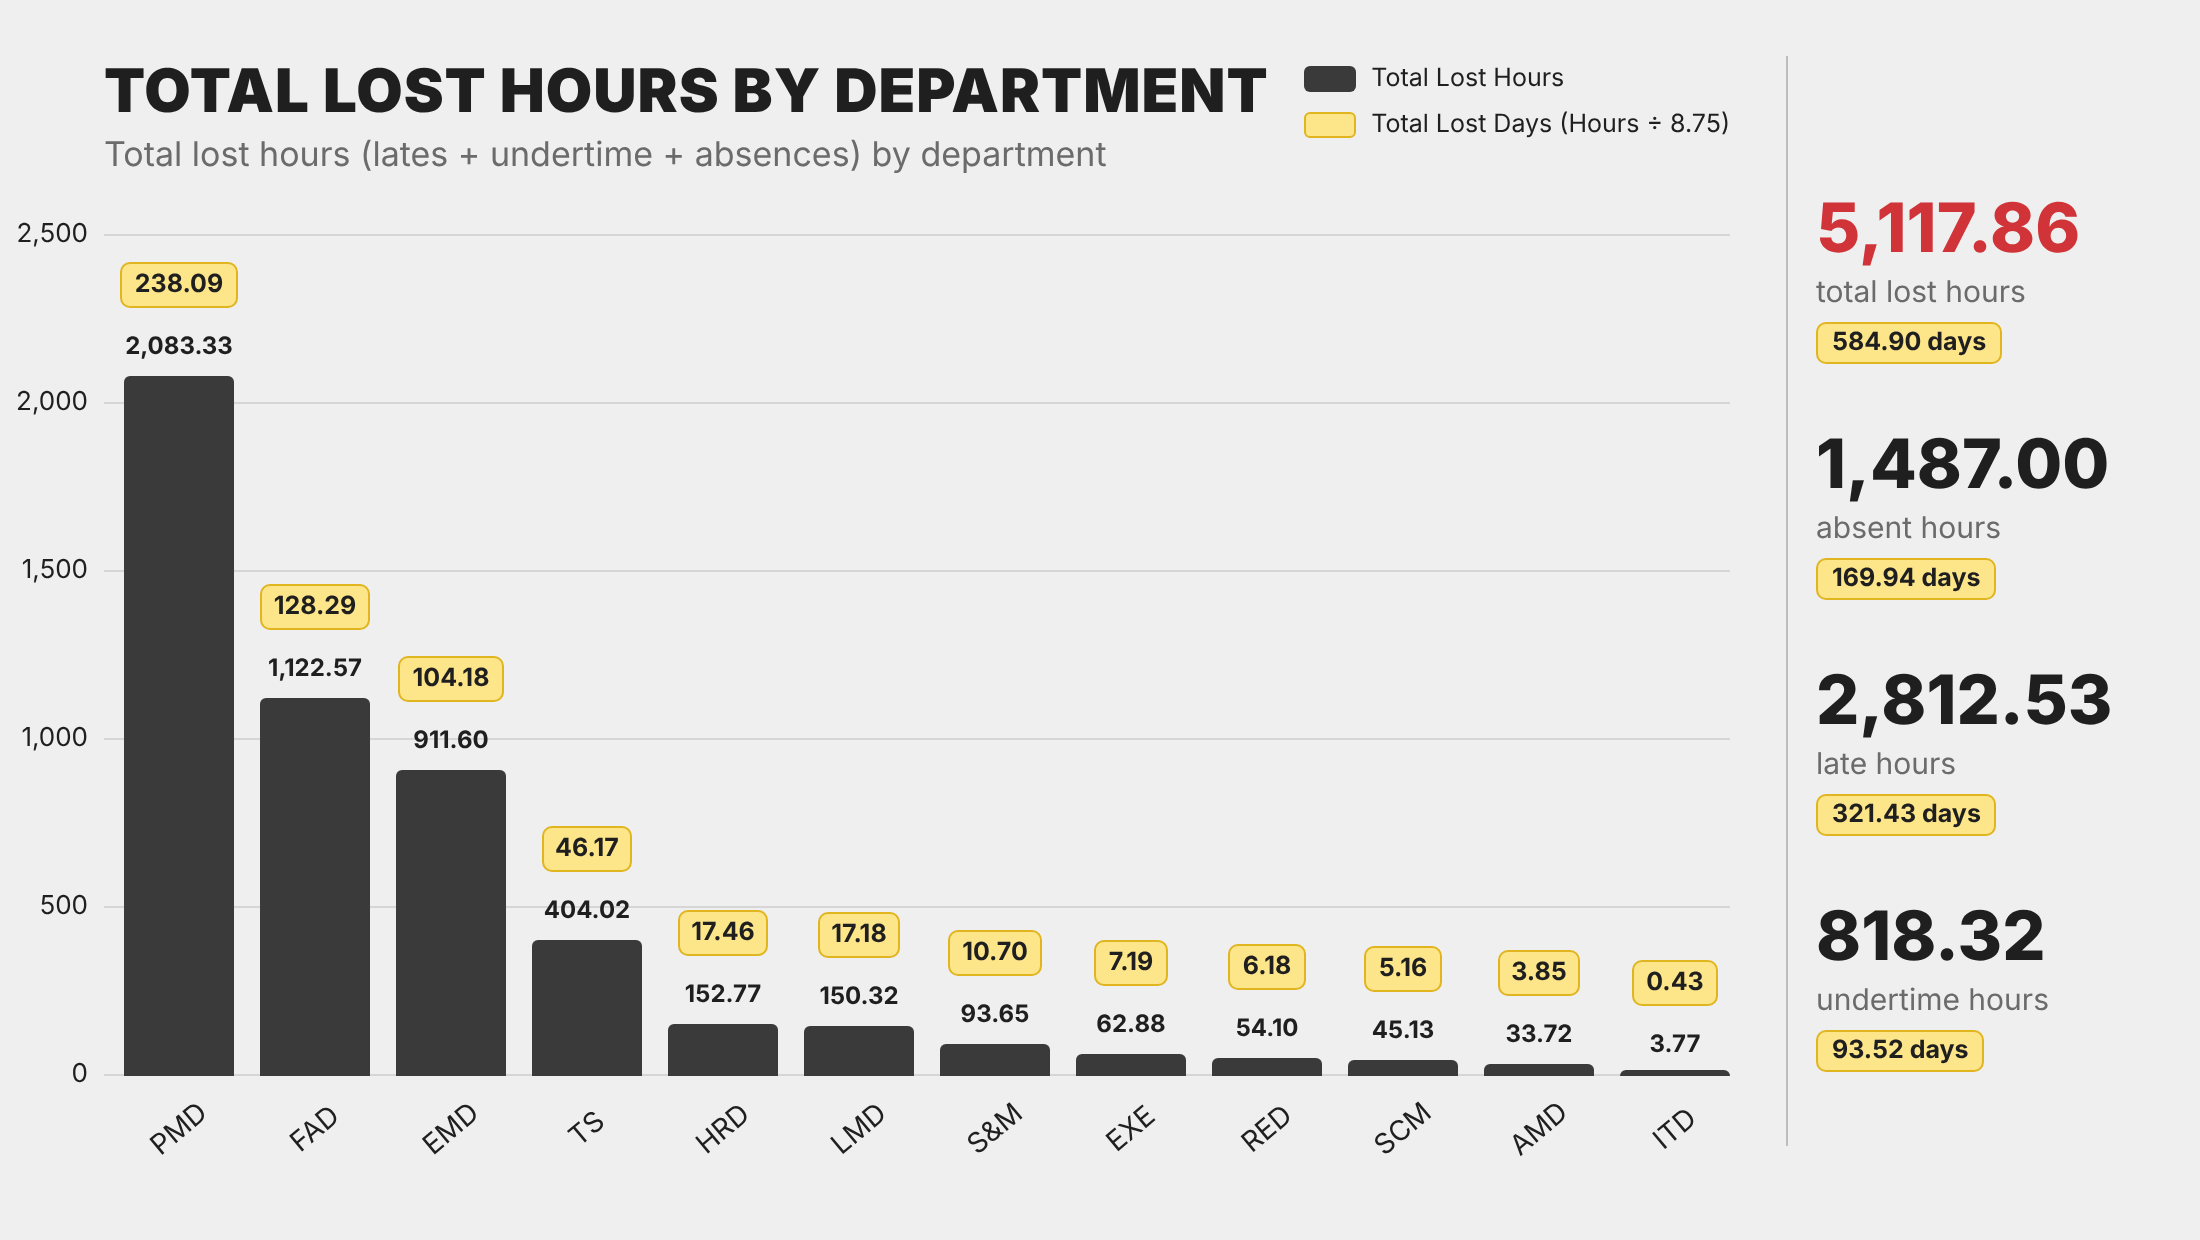 TOTAL LOST HOURS BY DEPARTMENT
Total lost hours (lates + undertime + absences) by department
Total Lost Hours
Total Lost Days (Hours ÷ 8.75)
2,500
2,000
1,500
1,000
500
0
238.09
2,083.33
128.29
1,122.57
104.18
911.60
46.17
404.02
17.46
152.77
17.18
150.32
10.70
93.65
7.19
62.88
6.18
54.10
5.16
45.13
3.85
33.72
0.43
3.77
PMD
FAD
EMD
TS
HRD
LMD
S&M
EXE
RED
SCM
AMD
ITD
5,117.86
total lost hours
584.90 days
1,487.00
absent hours
169.94 days
2,812.53
late hours
321.43 days
818.32
undertime hours
93.52 days